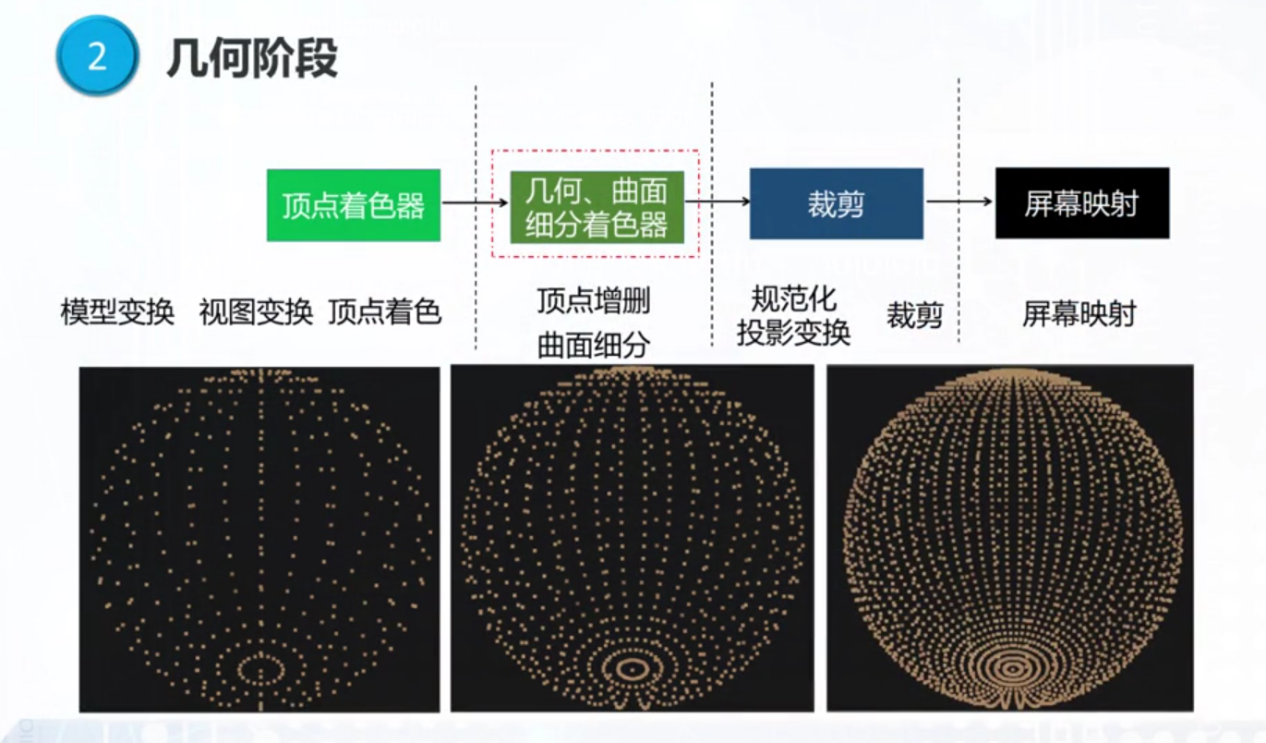 2
几何阶段
顶点着色器
几何、曲面
细分着色器
裁剪
屏幕映射
模型变换
视图变换
顶点着色
顶点增删
曲面细分
规范化
投影变换
裁剪
屏幕映射